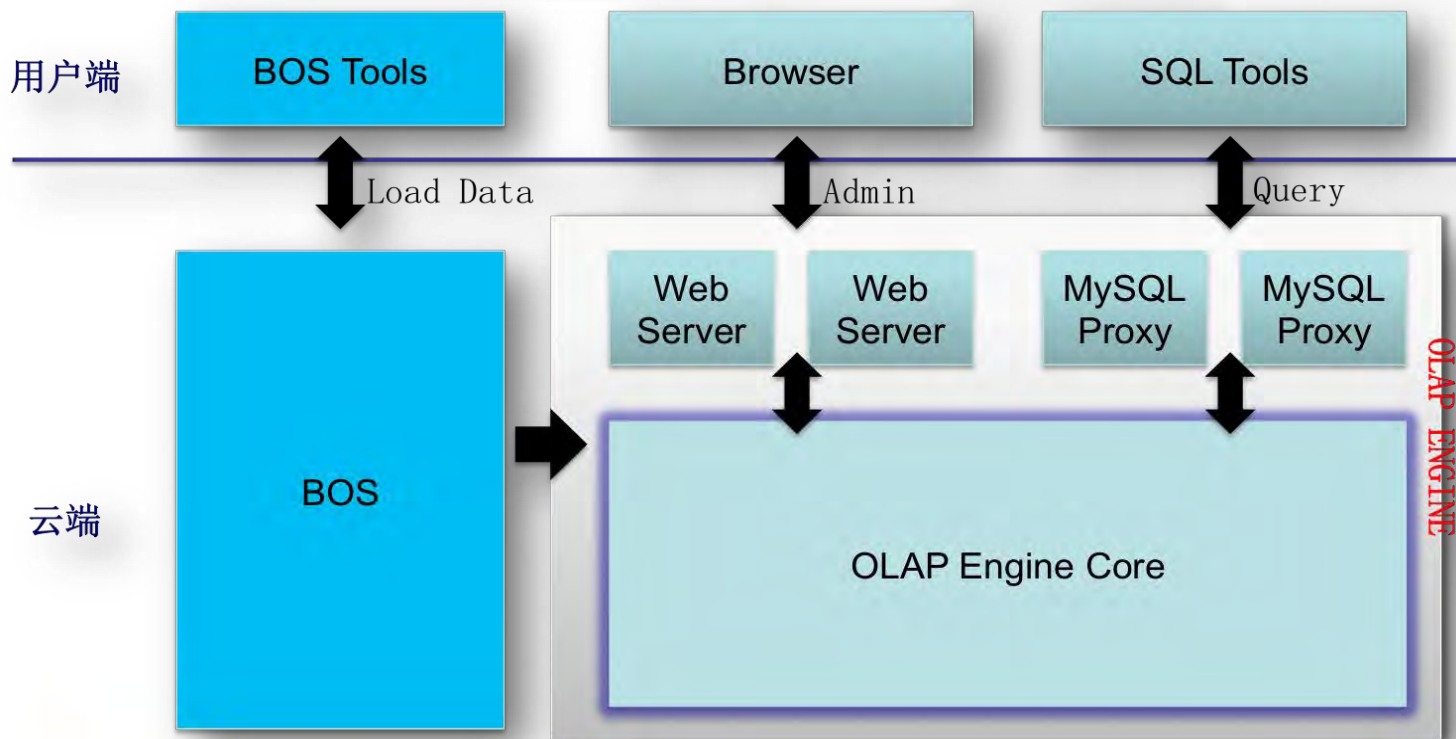 用户端
BOS Tools
Browser
SQL Tools
Load Data
Admin
Query
Web
Server
Web
Server
MySQL
Proxy
MySQL
Proxy
OLAP ENGINE
云端
BOS
OLAP Engine Core